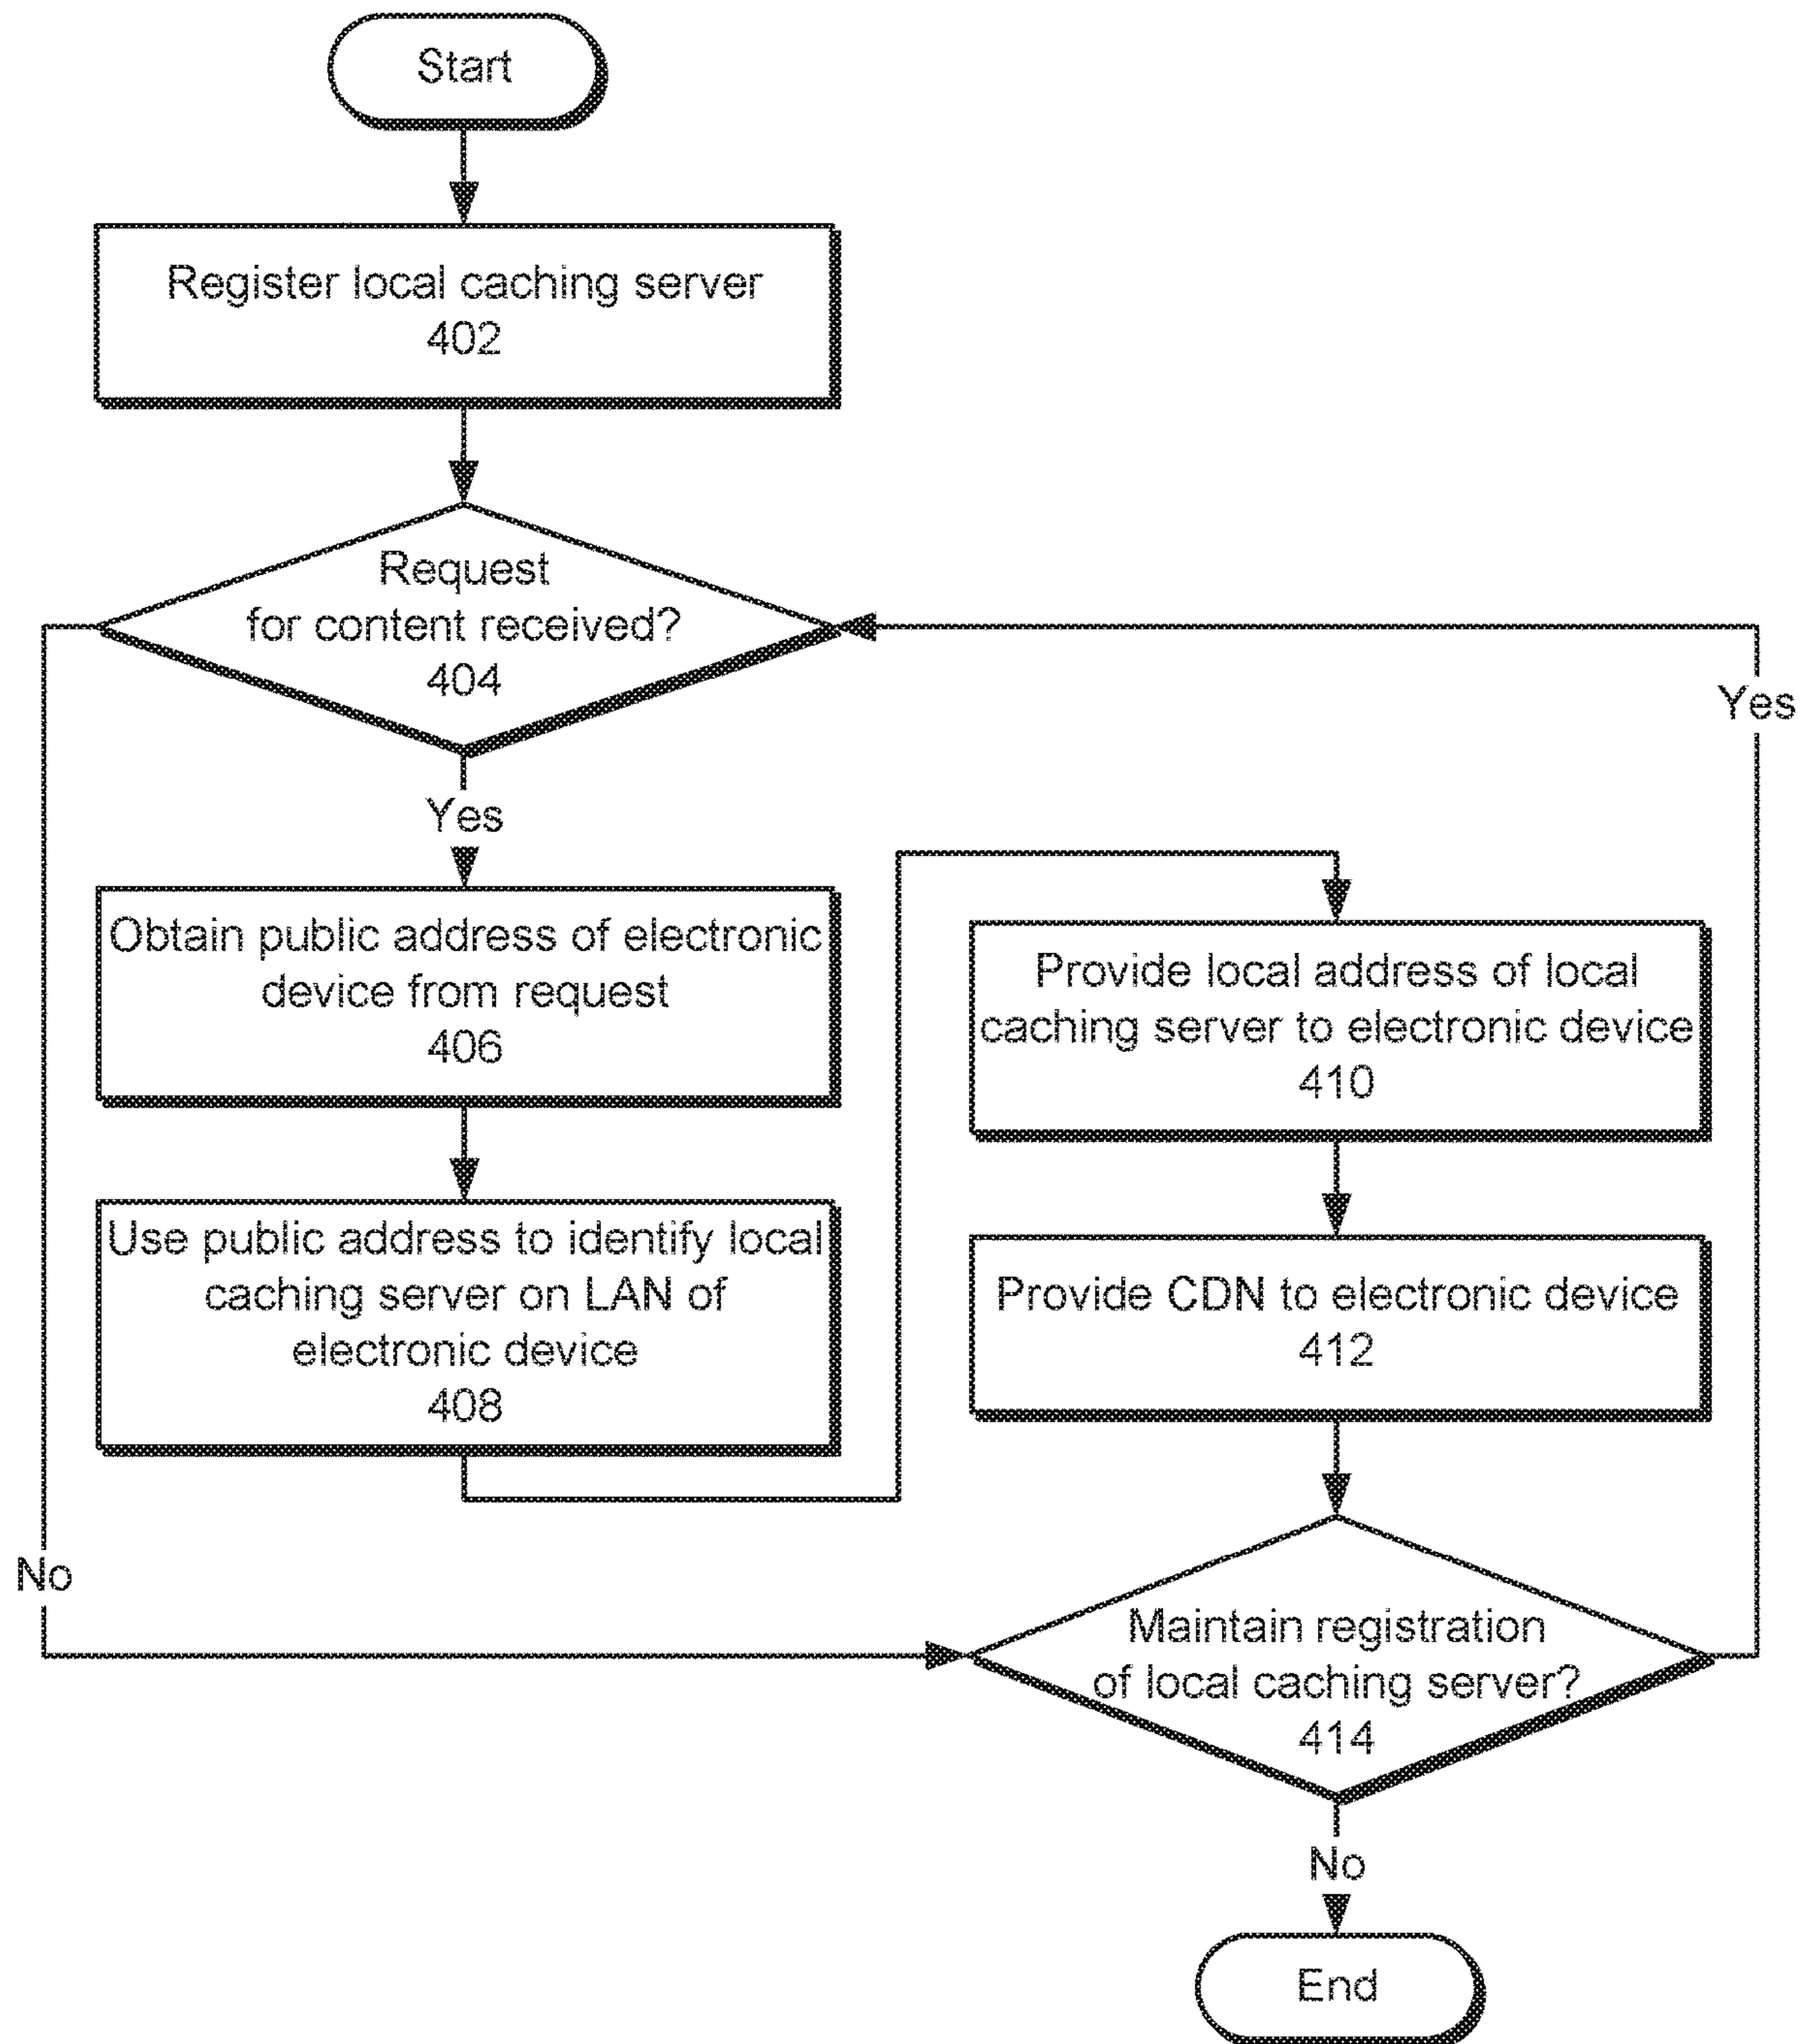 Start
Register local caching server
402
Request
for content received?
404
Yes
Yes
Obtain public address of electronic
device from request
406
Use public address to identify local
caching server on LAN of
electronic device
408
Provide local address of local
caching server to electronic device
410
Provide CDN to electronic device
412
No
Maintain registration
of local caching server?
414
No
End